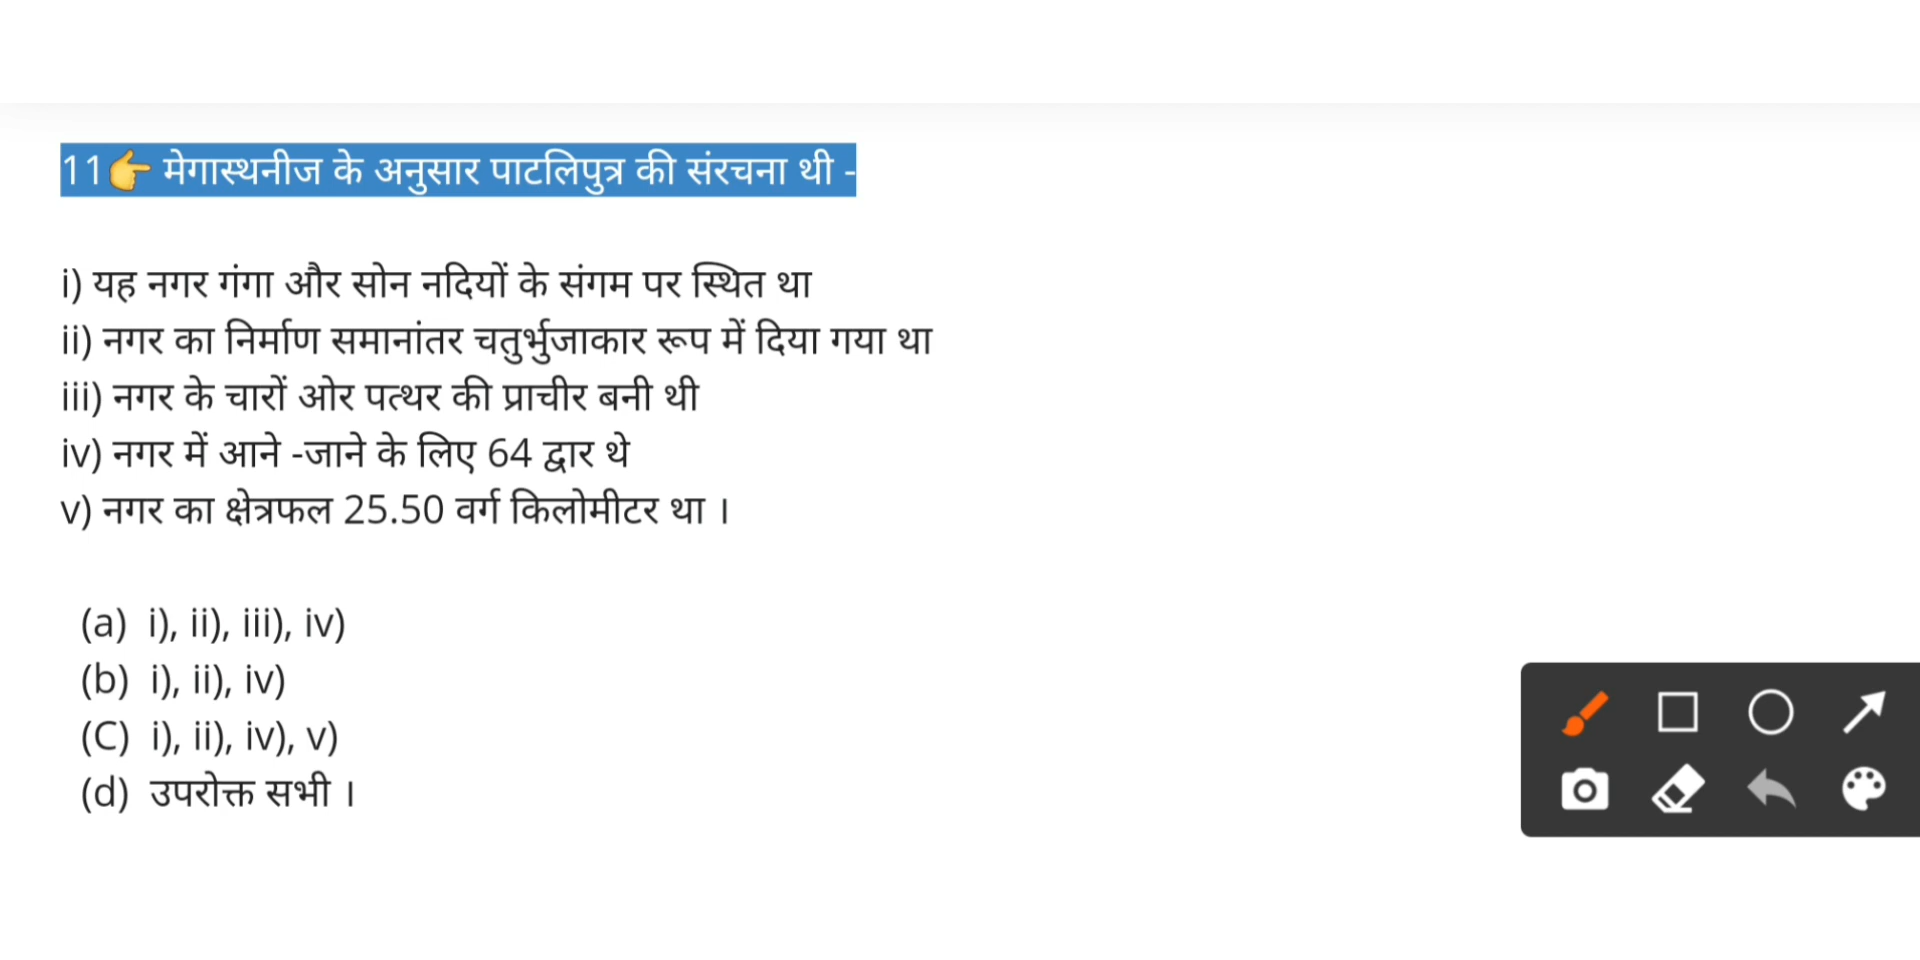 11👉 मेगास्थनीज के अनुसार पाटलिपुत्र की संरचना थी -
i) यह नगर गंगा और सोन नदियों के संगम पर स्थित था
ii) नगर का निर्माण समानांतर चतुर्भुजाकार रूप में दिया गया था
iii) नगर के चारों ओर पत्थर की प्राचीर बनी थी
iv) नगर में आने -जाने के लिए 64 द्वार थे
v) नगर का क्षेत्रफल 25.50 वर्ग किलोमीटर था ।
(a) i), ii), iii), iv)
(b) i), ii), iv)
(C) i), ii), iv), v)
(d) उपरोक्त सभी ।